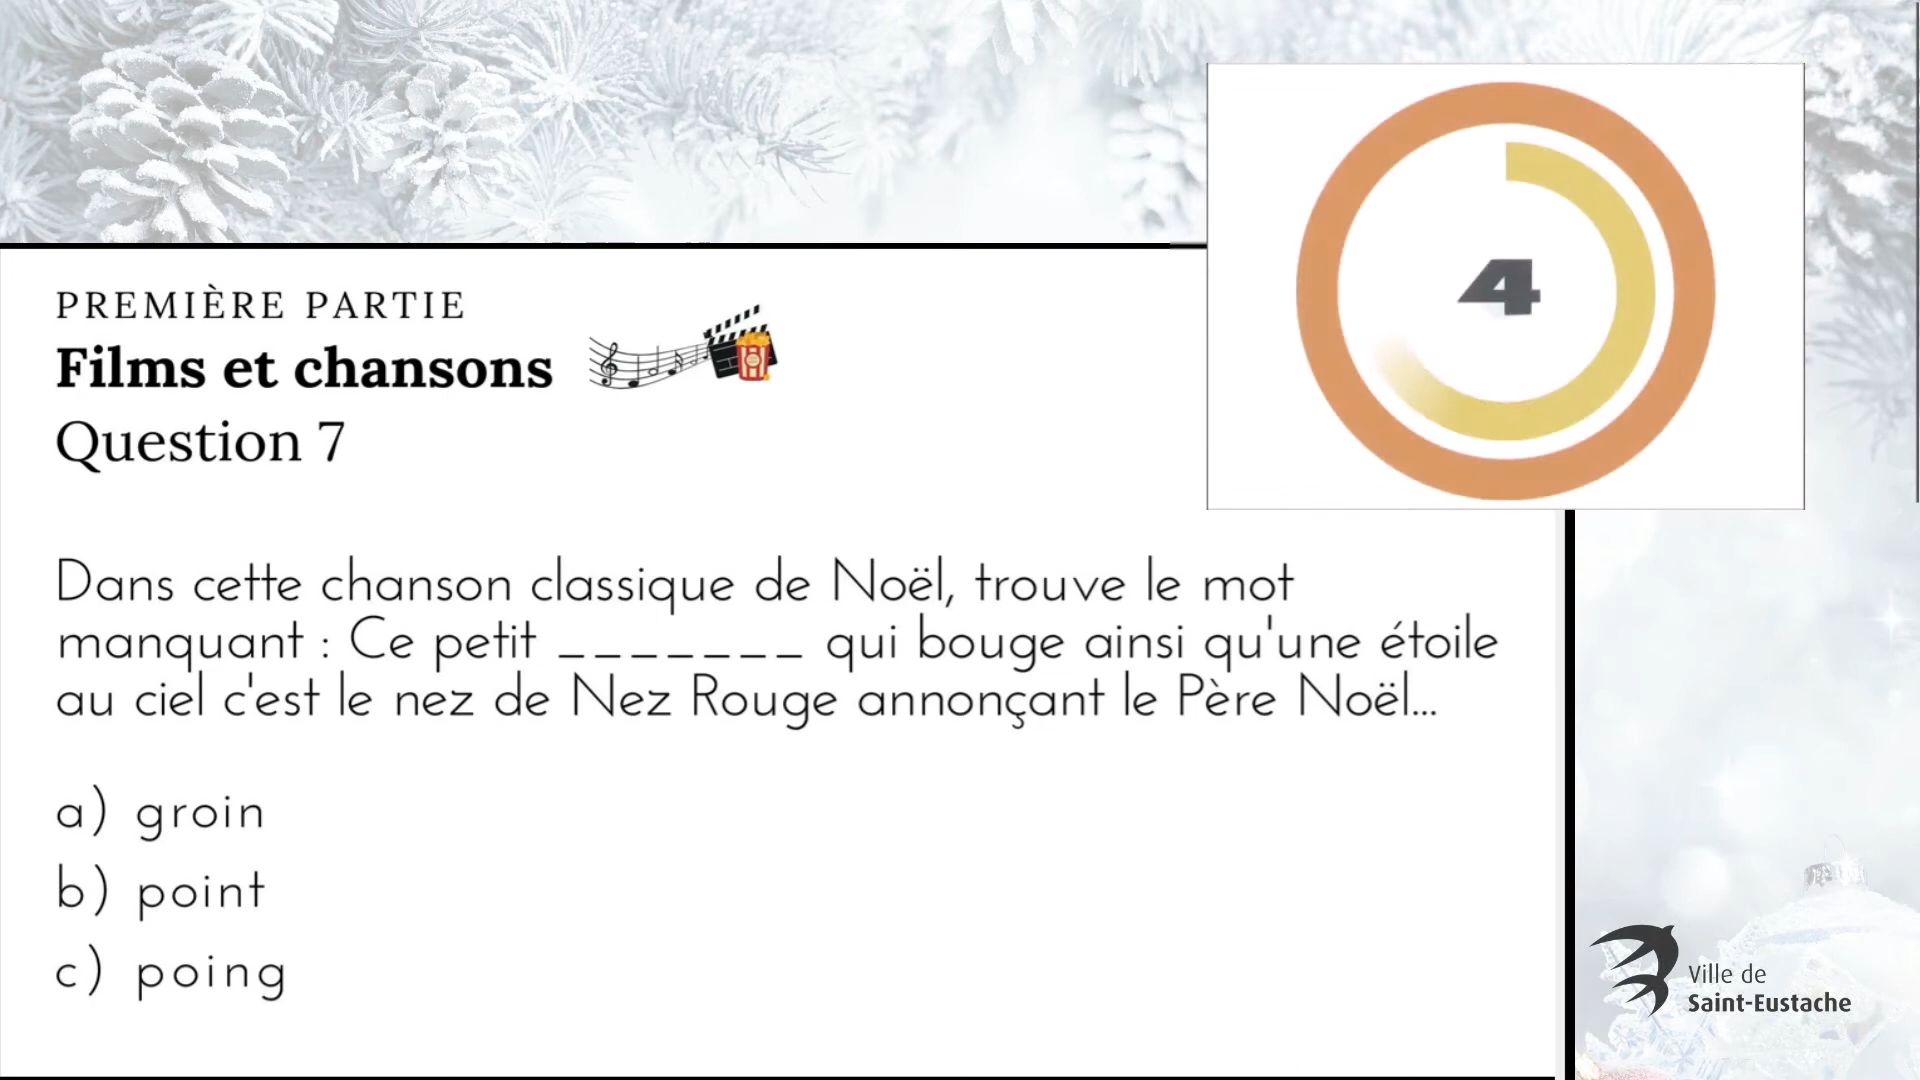 4
PREMIÈRE PARTIE
Films et chansons
Question 7
Dans cette chanson classique de Noël, trouve le mot
manquant : Ce petit _______ qui bouge ainsi qu'une étoile
au ciel c'est le nez de Nez Rouge annonçant le Père Noël...
a) groin
b) point
c) poing
Ville de
Saint-Eustache